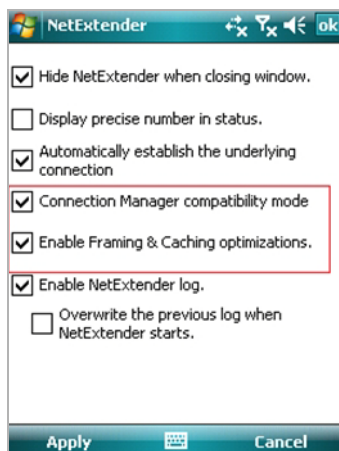 NetExtender
ok
Hide NetExtender when closing window.
Display precise number in status.
Automatically establish the underlying
connection
Connection Manager compatibility mode
Enable Framing & Caching optimizations.
Enable NetExtender log.
Overwrite the previous log when
NetExtender starts.
Apply
Cancel